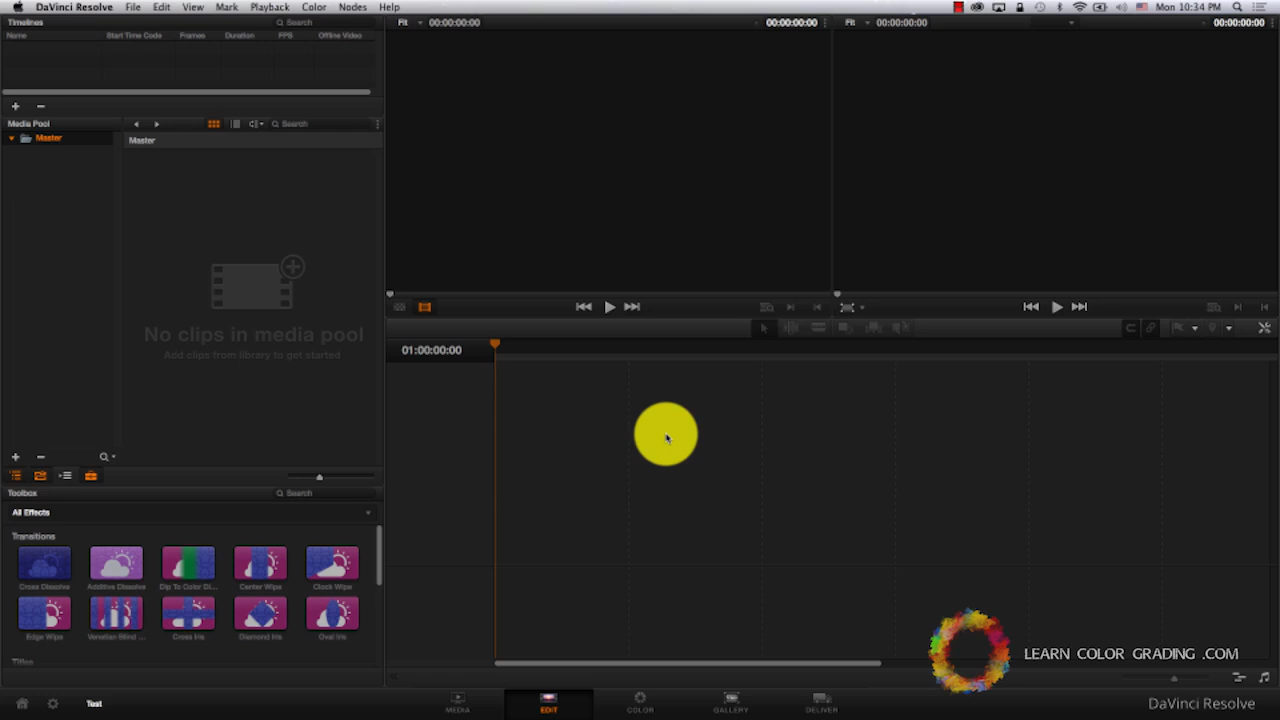 DaVinci Resolve File Edit View Mark Playback Color Nodes Help Mon 10:34 PM
Timelines Search Fit 00:00:00:00 00:00:00:00 Fit 00:00:00:00 00:00:00:00
Name Start Time Code Frames Duration FPS Offline Video
Media Pool Search
Master Master
No clips in media pool
Add clips from library to get started
01:00:00:00
Toolbox Search
All Effects
Transitions
Cross Dissolve Additive Dissolve Dip To Color Di... Center Wipe Clock Wipe
Edge Wipe Venetian Blind ... Cross Iris Diamond Iris Oval Iris
Titles
LEARN COLOR GRADING .COM
Test MEDIA EDIT COLOR GALLERY DELIVER DaVinci Resolve